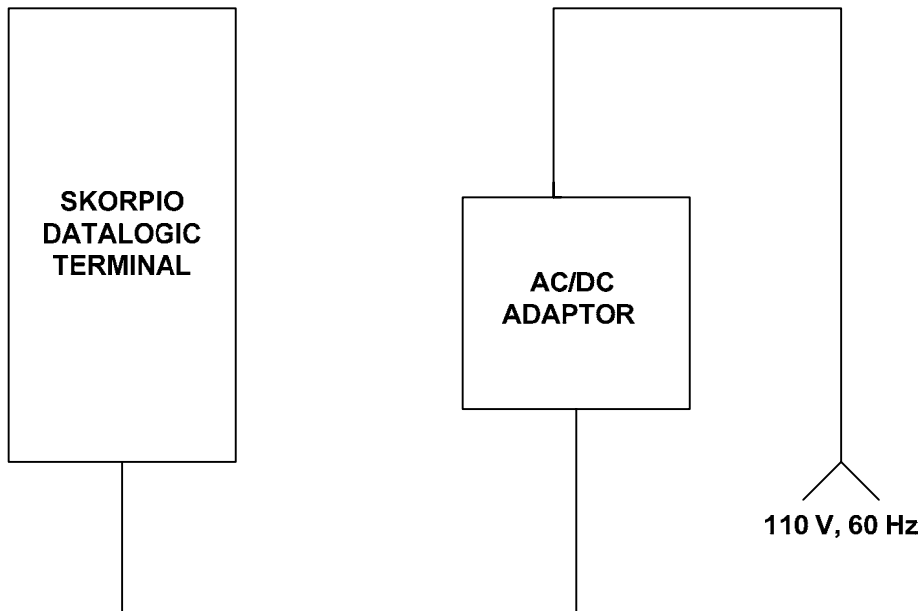 SKORPIO
DATALOGIC
TERMINAL
AC/DC
ADAPTOR
110 V, 60 Hz